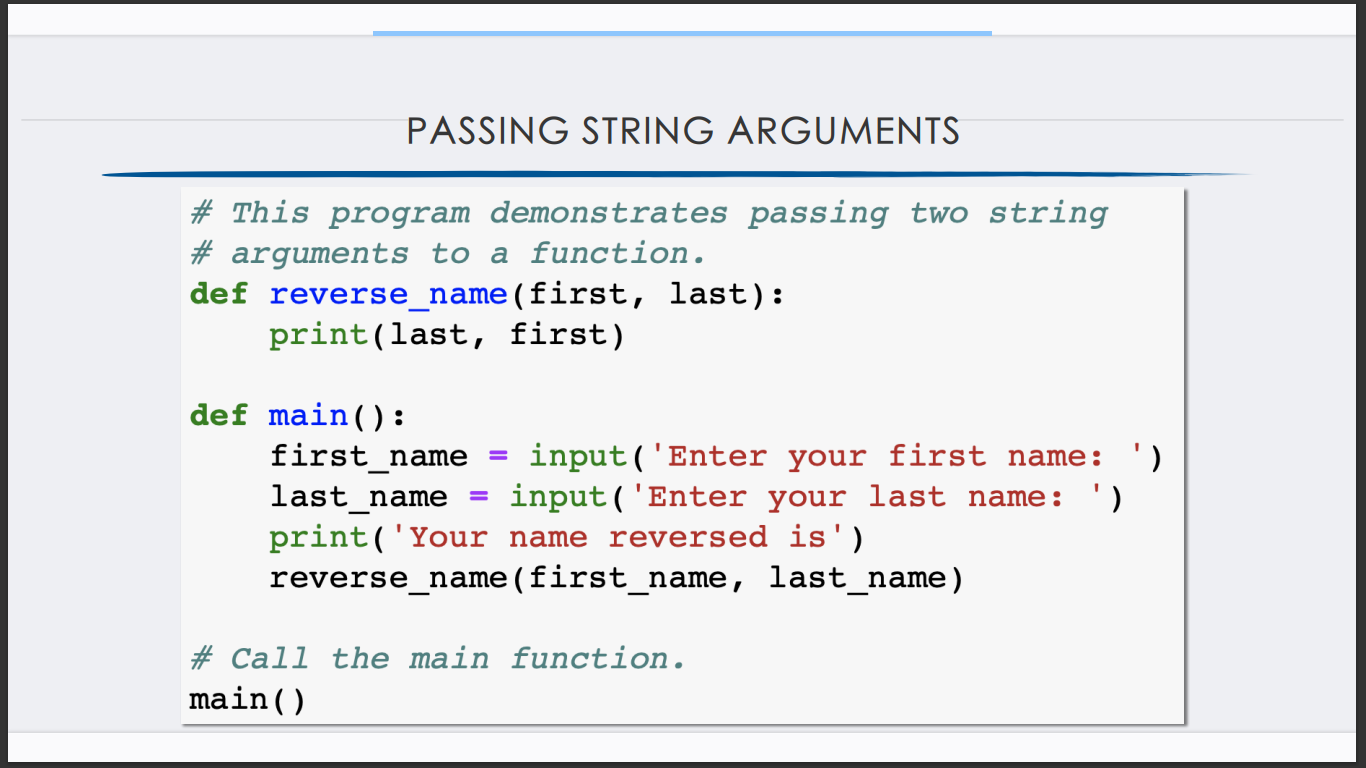 PASSING STRING ARGUMENTS
# This program demonstrates passing two string
# arguments to a function.
def reverse_name(first, last):
    print(last, first)

def main():
    first_name = input('Enter your first name: ')
    last_name = input('Enter your last name: ')
    print('Your name reversed is')
    reverse_name(first_name, last_name)

# Call the main function.
main()